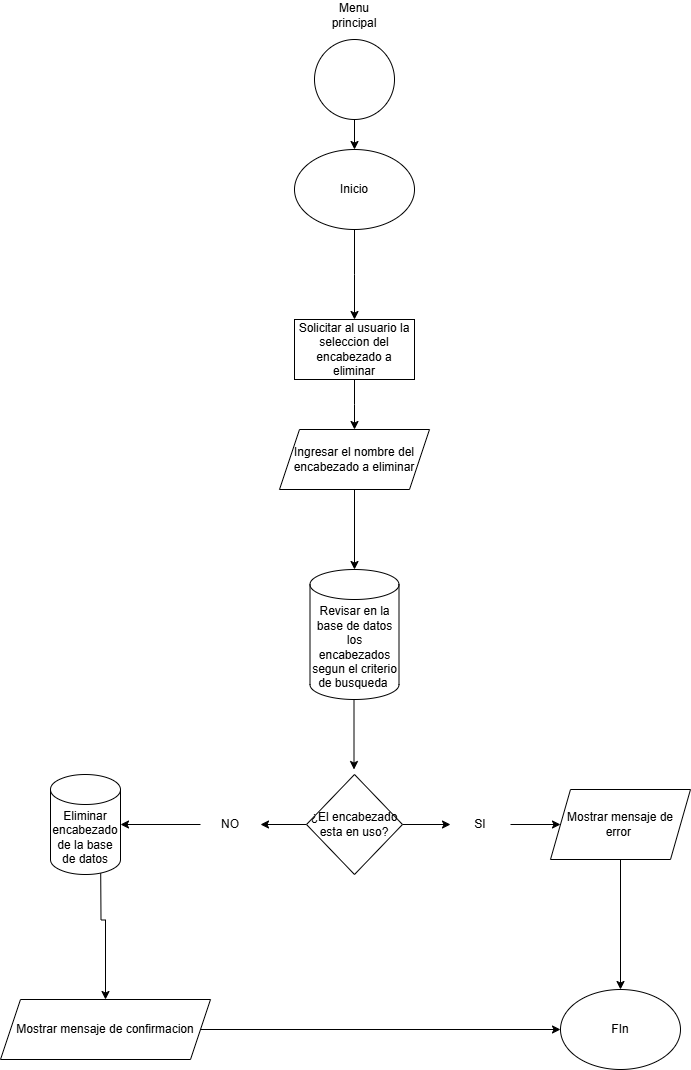 Menu
principal
Inicio
Solicitar al usuario la
seleccion del
encabezado a
eliminar
Ingresar el nombre del
encabezado a eliminar
Revisar en la
base de datos
los
encabezados
segun el criterio
de busqueda
¿El encabezado
esta en uso?
NO
SI
Eliminar
encabezado
de la base
de datos
Mostrar mensaje de
error
Mostrar mensaje de confirmacion
FIn